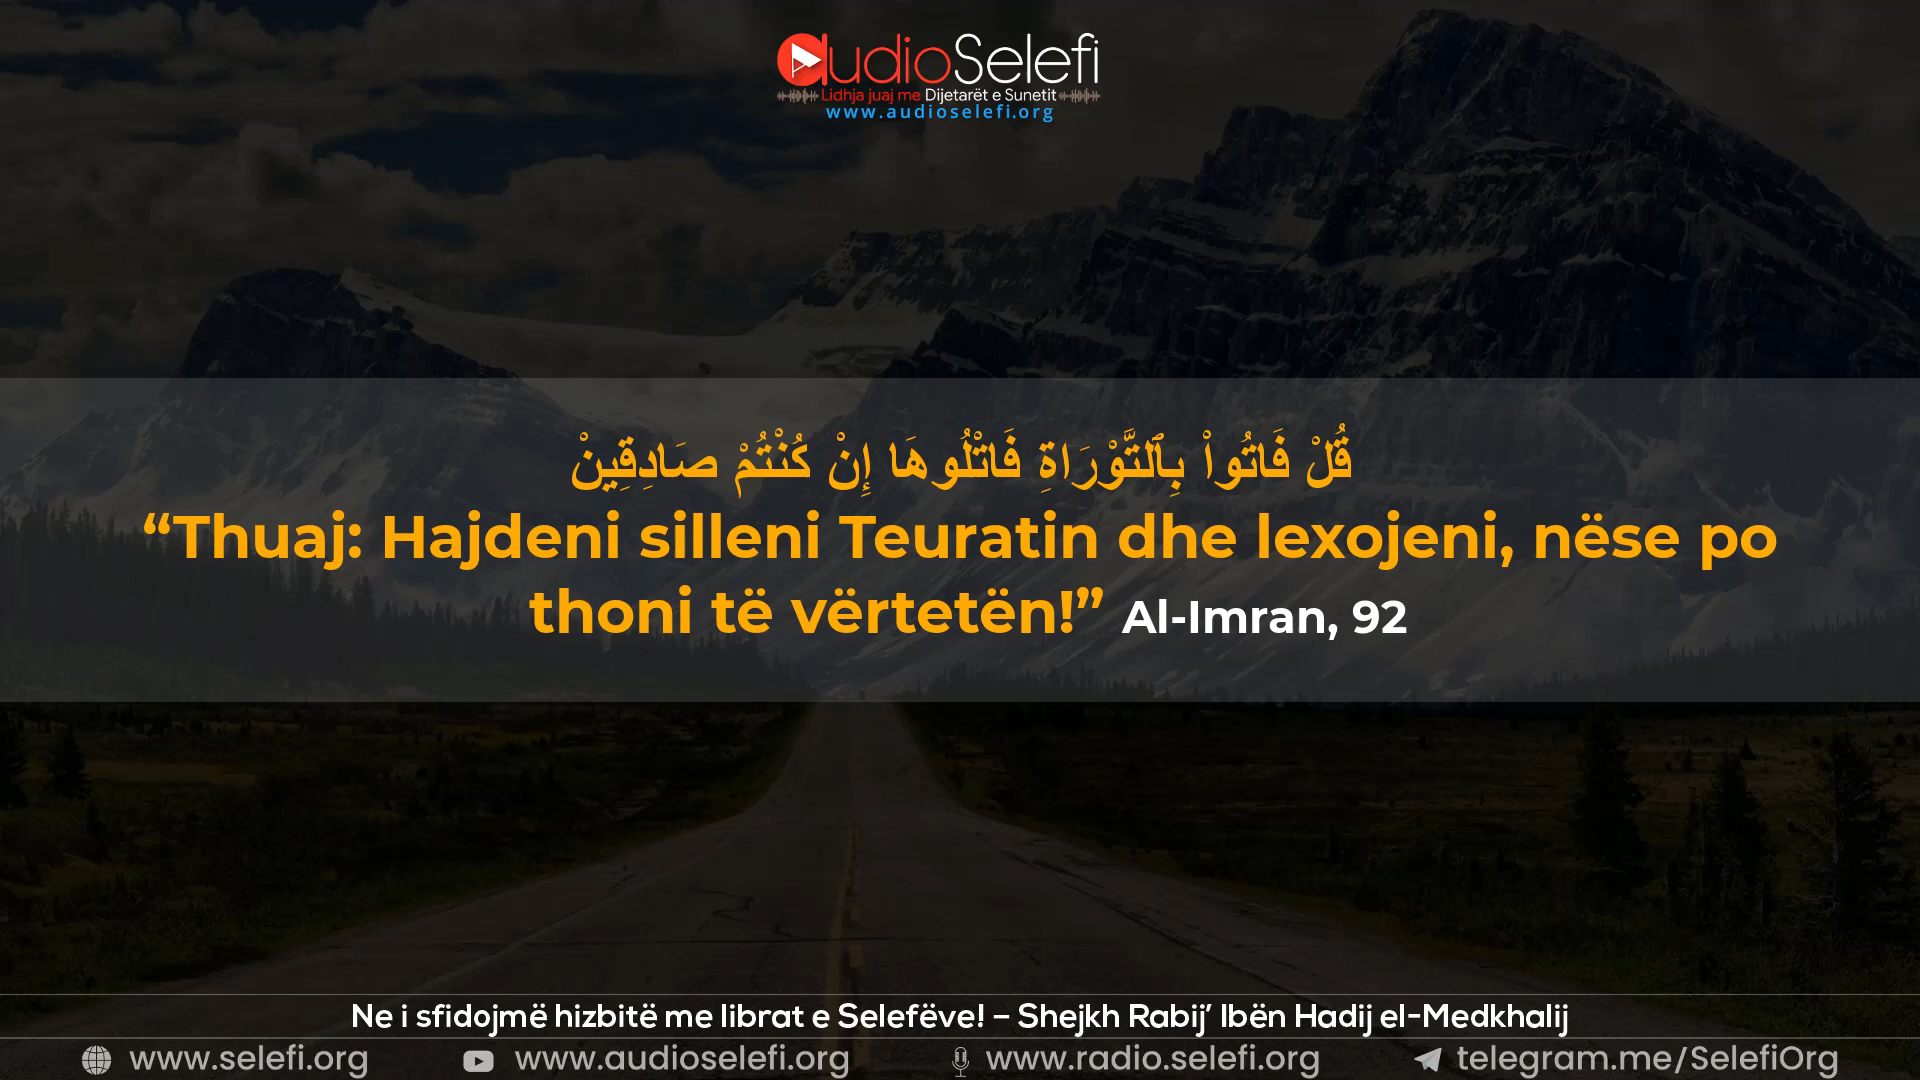 audioSelefi
Lidhja juaj me Dijetarët e Sunetit
www.audioselefi.org
قُلْ فَاتُواْ بِٱلتَّوْرَاةِ فَاتْلُوهَا إِنْ كُنْتُمْ صَادِقِينْ
“Thuaj: Hajdeni silleni Teuratin dhe lexojeni, nëse po
thoni të vërtetën!” Al-Imran, 92
Ne i sfidojmë hizbitë me librat e Selefëve! – Shejkh Rabij’ Ibën Hadij el-Medkhalij
www.selefi.org www.audioselefi.org www.radio.selefi.org telegram.me/SelefiOrg